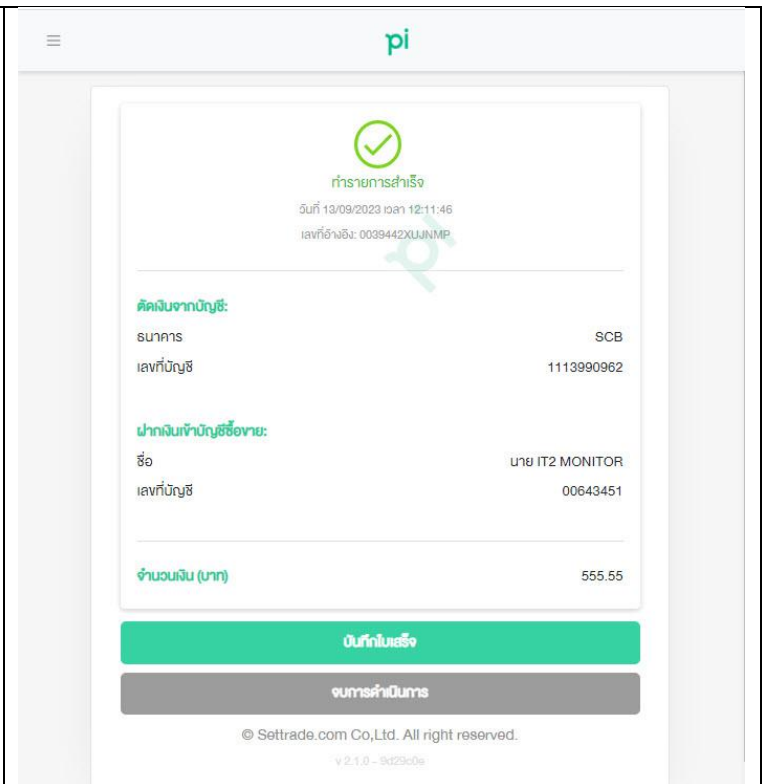 pi
ทำรายการสำเร็จ
วันที่ 13/09/2023 เวลา 12:11:46
เลขที่อ้างอิง: 0039442XUJNMP
pi
ตัดเงินจากบัญชี:
ธนาคาร SCB
เลขที่บัญชี 1113990962
ฝากเงินเข้าบัญชีซื้อขาย:
ชื่อ นาย IT2 MONITOR
เลขที่บัญชี 00643451
จำนวนเงิน (บาท) 555.55
บันทึกใบเสร็จ
จบการดำเนินการ
© Settrade.com Co,Ltd. All right reserved.
v 2.1.0 - 9d29c0e